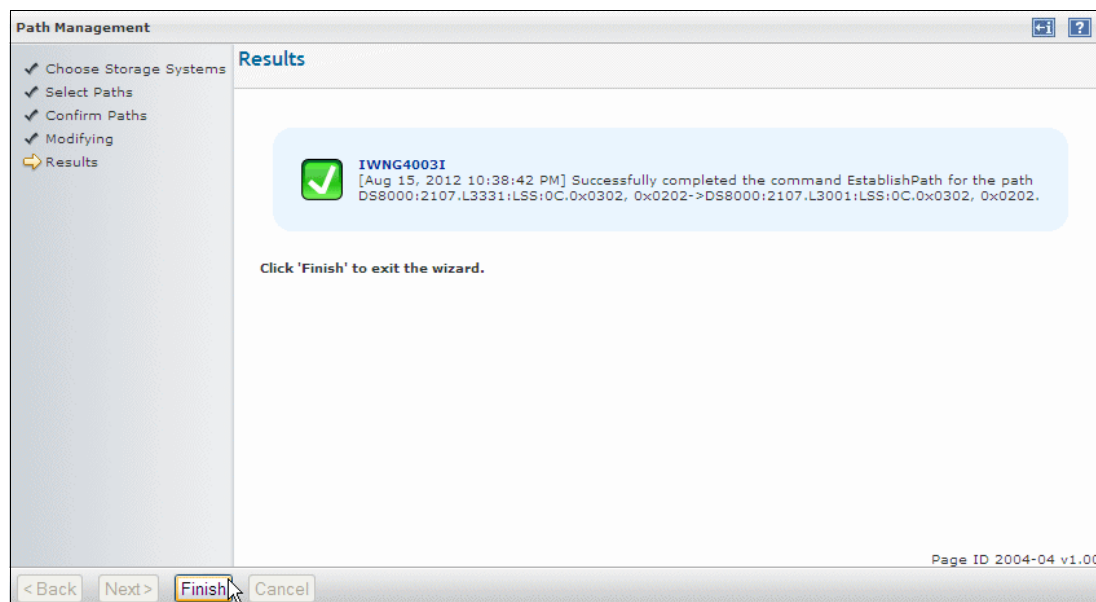 Path Management
?
Choose Storage Systems
Select Paths
Confirm Paths
Modifying
Results
Results
IWNG4003I
[Aug 15, 2012 10:38:42 PM] Successfully completed the command EstablishPath for the path
DS8000:2107.L3331:LSS:0C.0x0302, 0x0202->DS8000:2107.L3001:LSS:0C.0x0302, 0x0202.
Click 'Finish' to exit the wizard.
Page ID 2004-04 v1.00
< Back Next > Finish Cancel